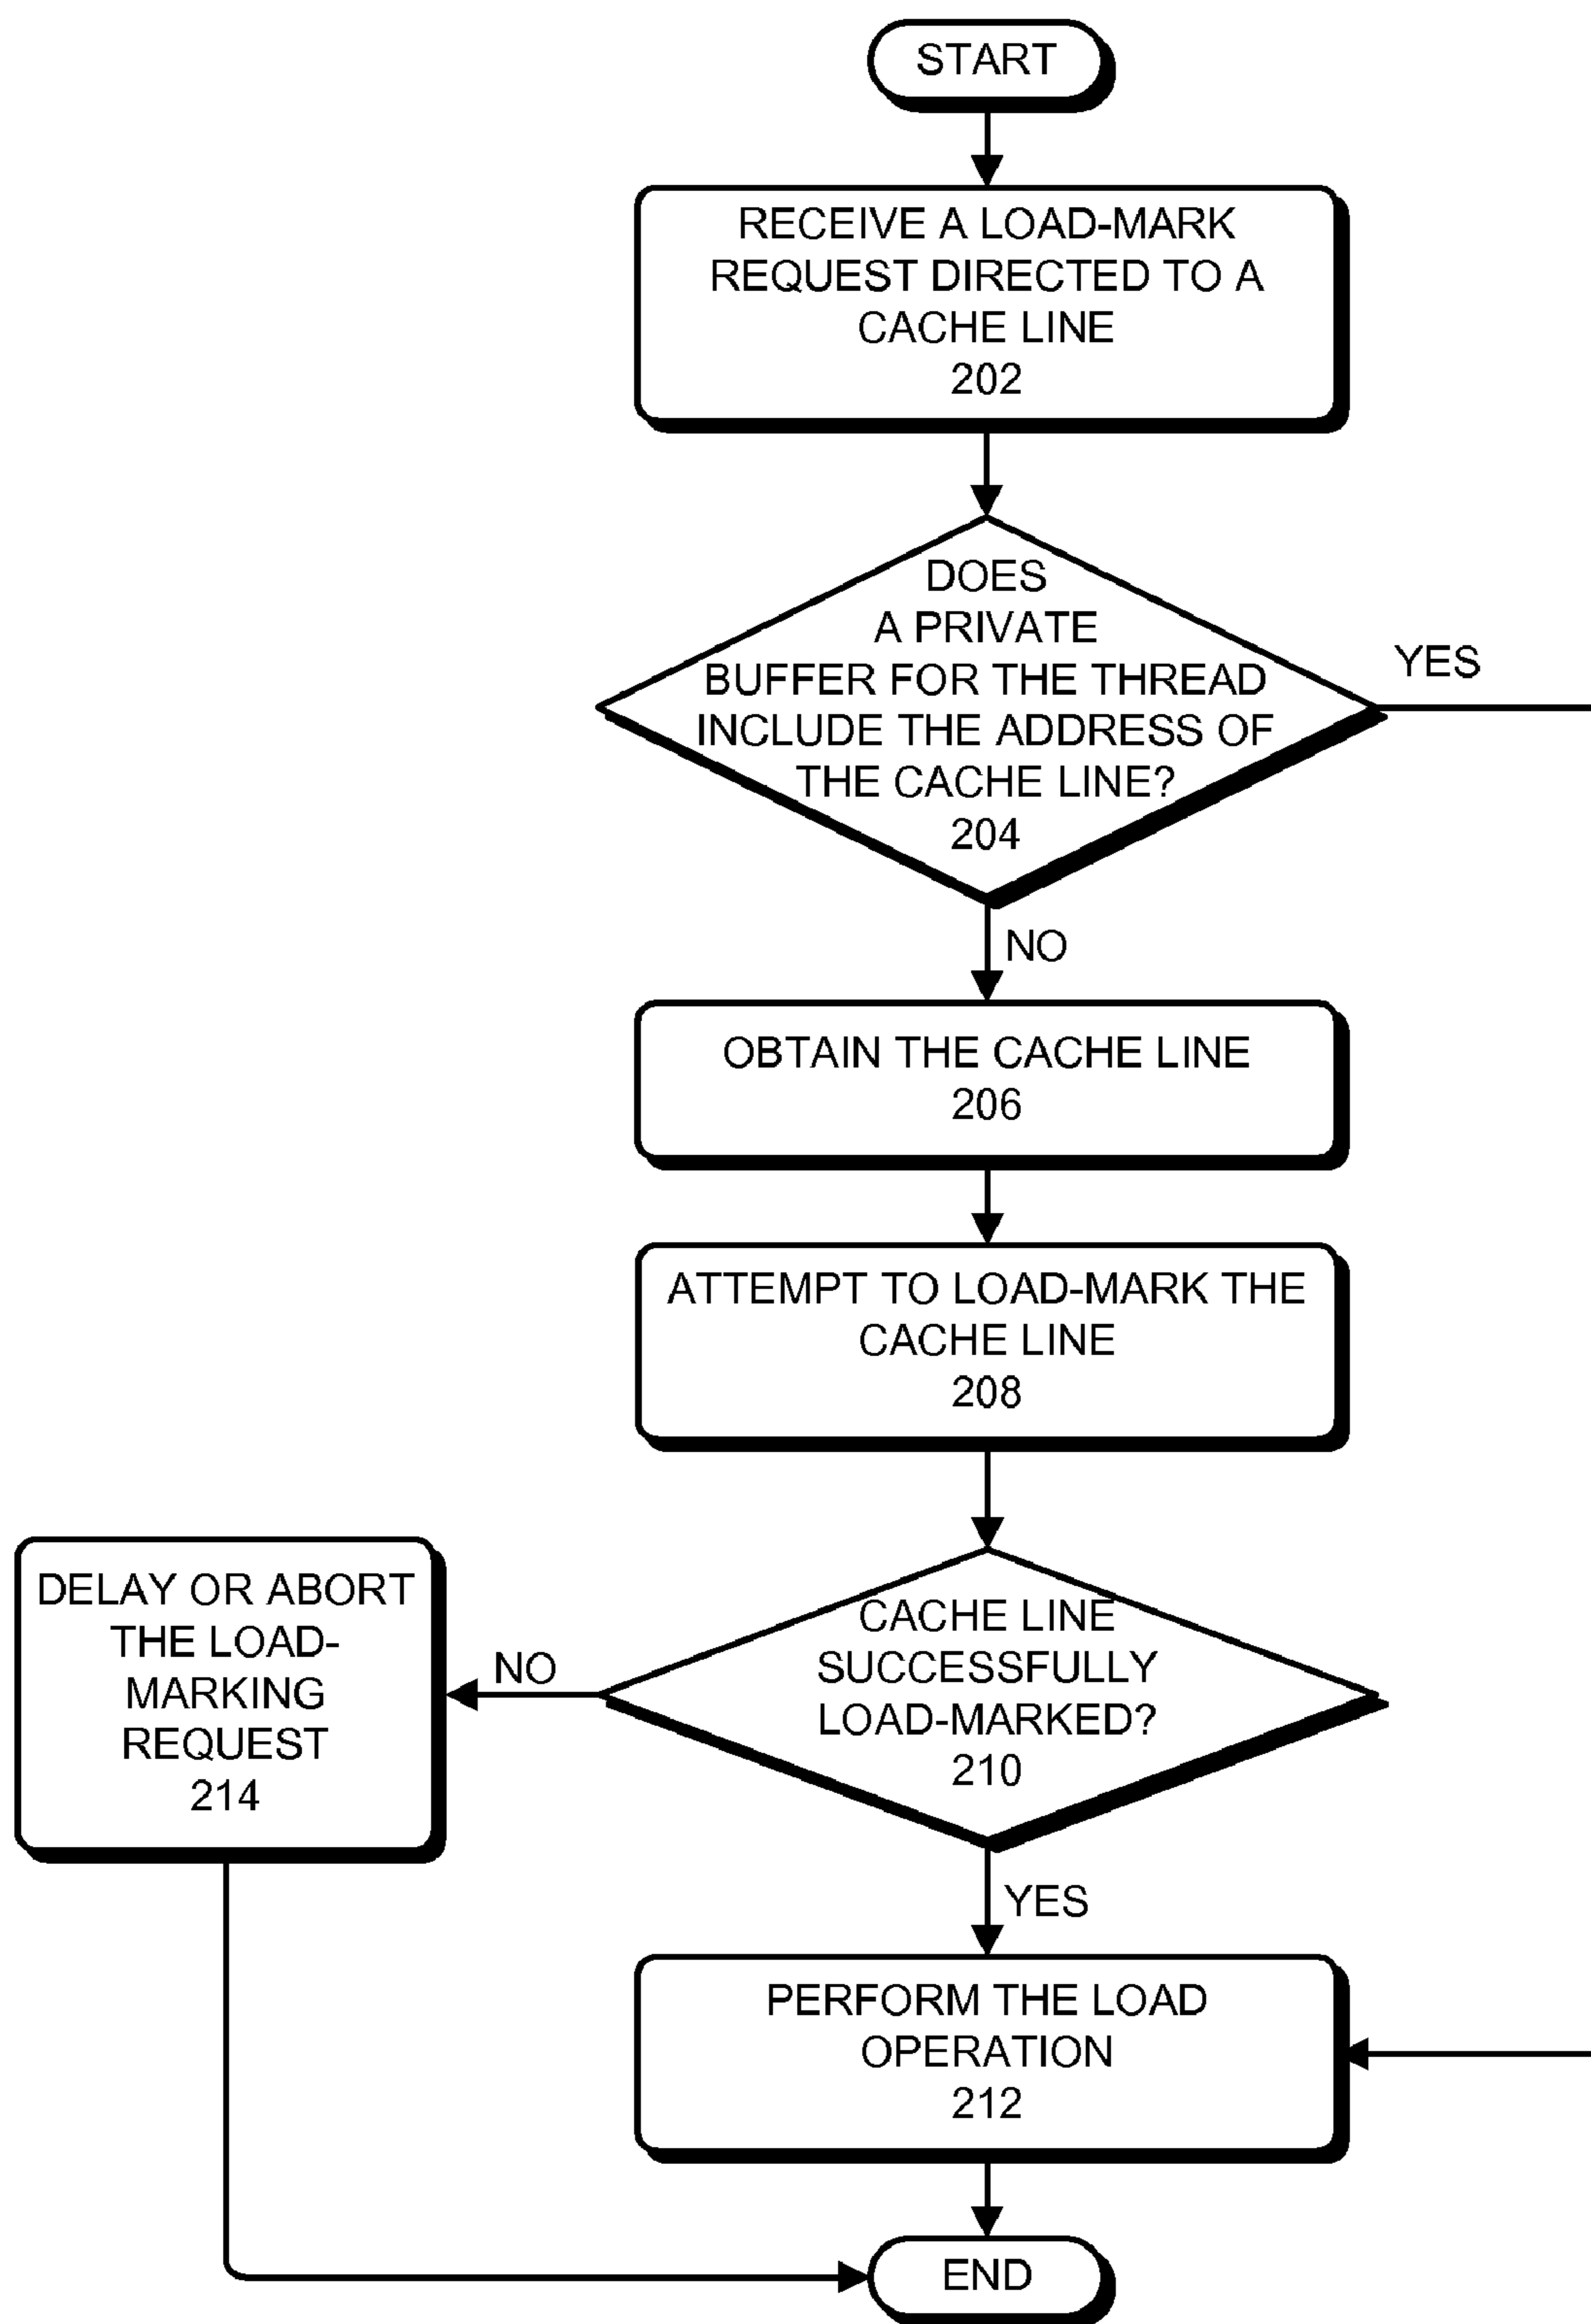 START
RECEIVE A LOAD-MARK
REQUEST DIRECTED TO A
CACHE LINE
202
DOES
A PRIVATE
BUFFER FOR THE THREAD
INCLUDE THE ADDRESS OF
THE CACHE LINE?
204
YES
NO
OBTAIN THE CACHE LINE
206
ATTEMPT TO LOAD-MARK THE
CACHE LINE
208
CACHE LINE
SUCCESSFULLY
LOAD-MARKED?
210
NO
DELAY OR ABORT
THE LOAD-
MARKING
REQUEST
214
YES
PERFORM THE LOAD
OPERATION
212
END